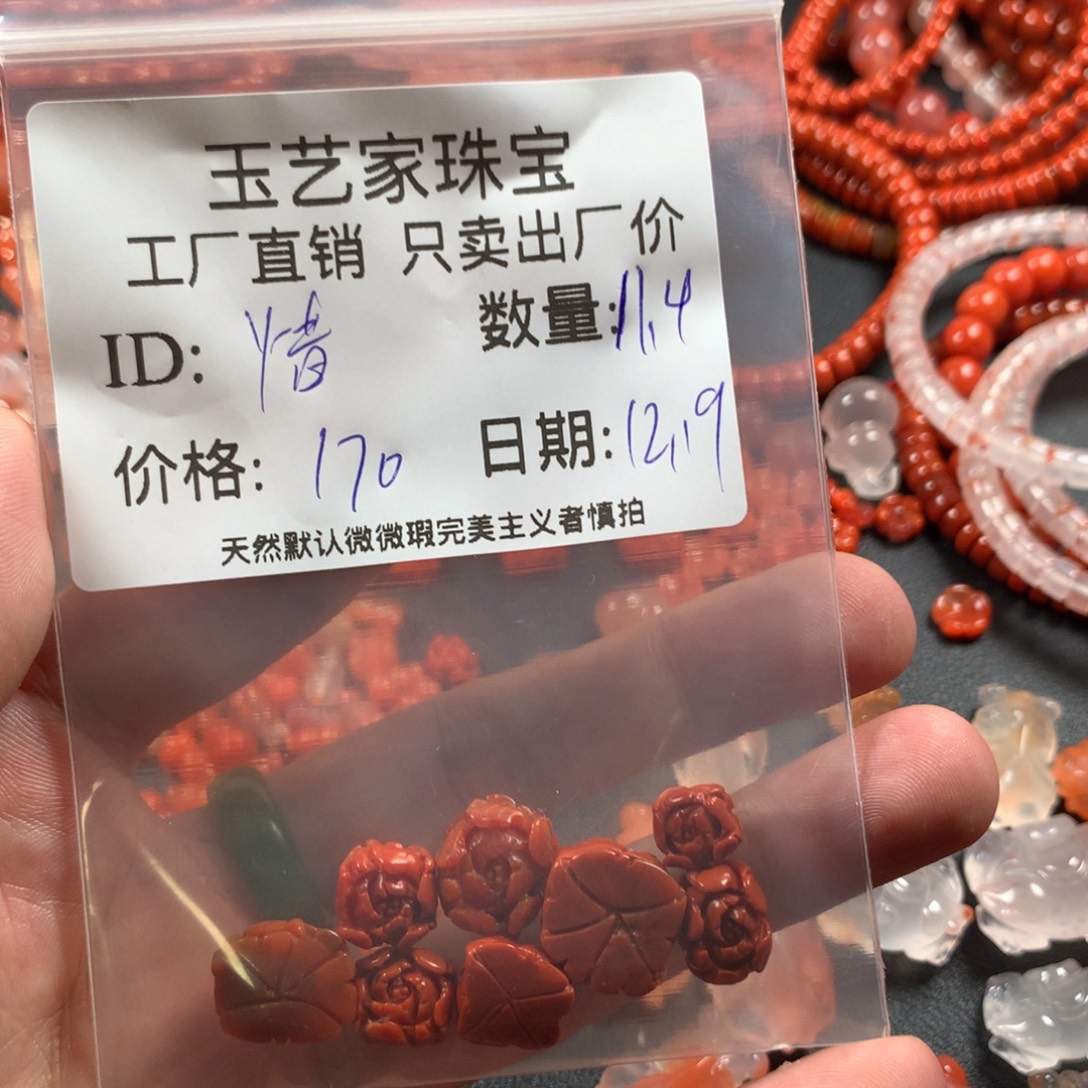 玉艺家珠宝
工厂直销 只卖出厂价
ID: 惜 数量: 11.4
价格: 170 日期: 12.19
天然默认微微瑕完美主义者慎拍